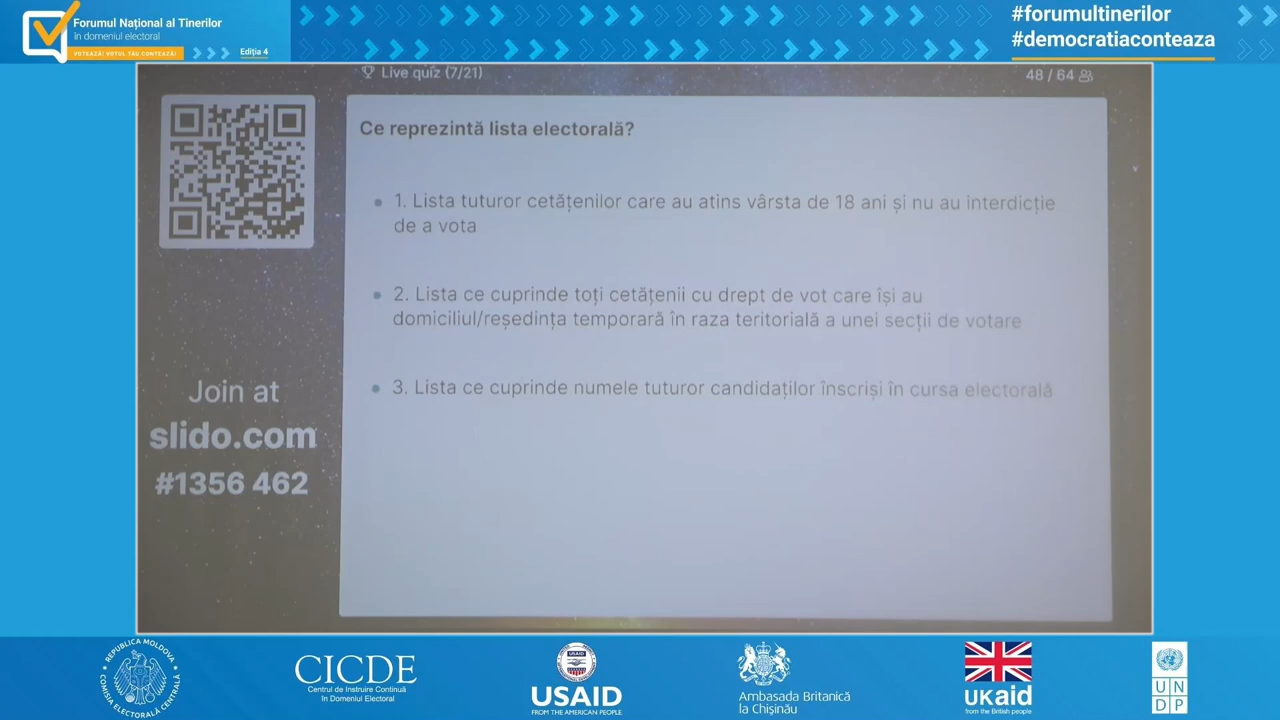 Forumul Național al Tinerilor
în domeniul electoral
VOTEAZĂ! VOTUL TĂU CONTEAZĂ!
Ediția 4
#forumultinerilor
#democratiaconteaza
Live quiz (7/21)
48 / 64
Ce reprezintă lista electorală?
1. Lista tuturor cetățenilor care au atins vârsta de 18 ani și nu au interdicție
de a vota
2. Lista ce cuprinde toți cetățenii cu drept de vot care își au
domiciliul/reședința temporară în raza teritorială a unei secții de votare
3. Lista ce cuprinde numele tuturor candidaților înscriși în cursa electorală
Join at
slido.com
#1356 462
REPUBLICA MOLDOVA
COMISIA ELECTORALĂ CENTRALĂ
CICDE
Centrul de Instruire Continuă
în Domeniul Electoral
USAID
USAID
FROM THE AMERICAN PEOPLE
Ambasada Britanică
la Chișinău
UKaid
from the British people
U N
D P